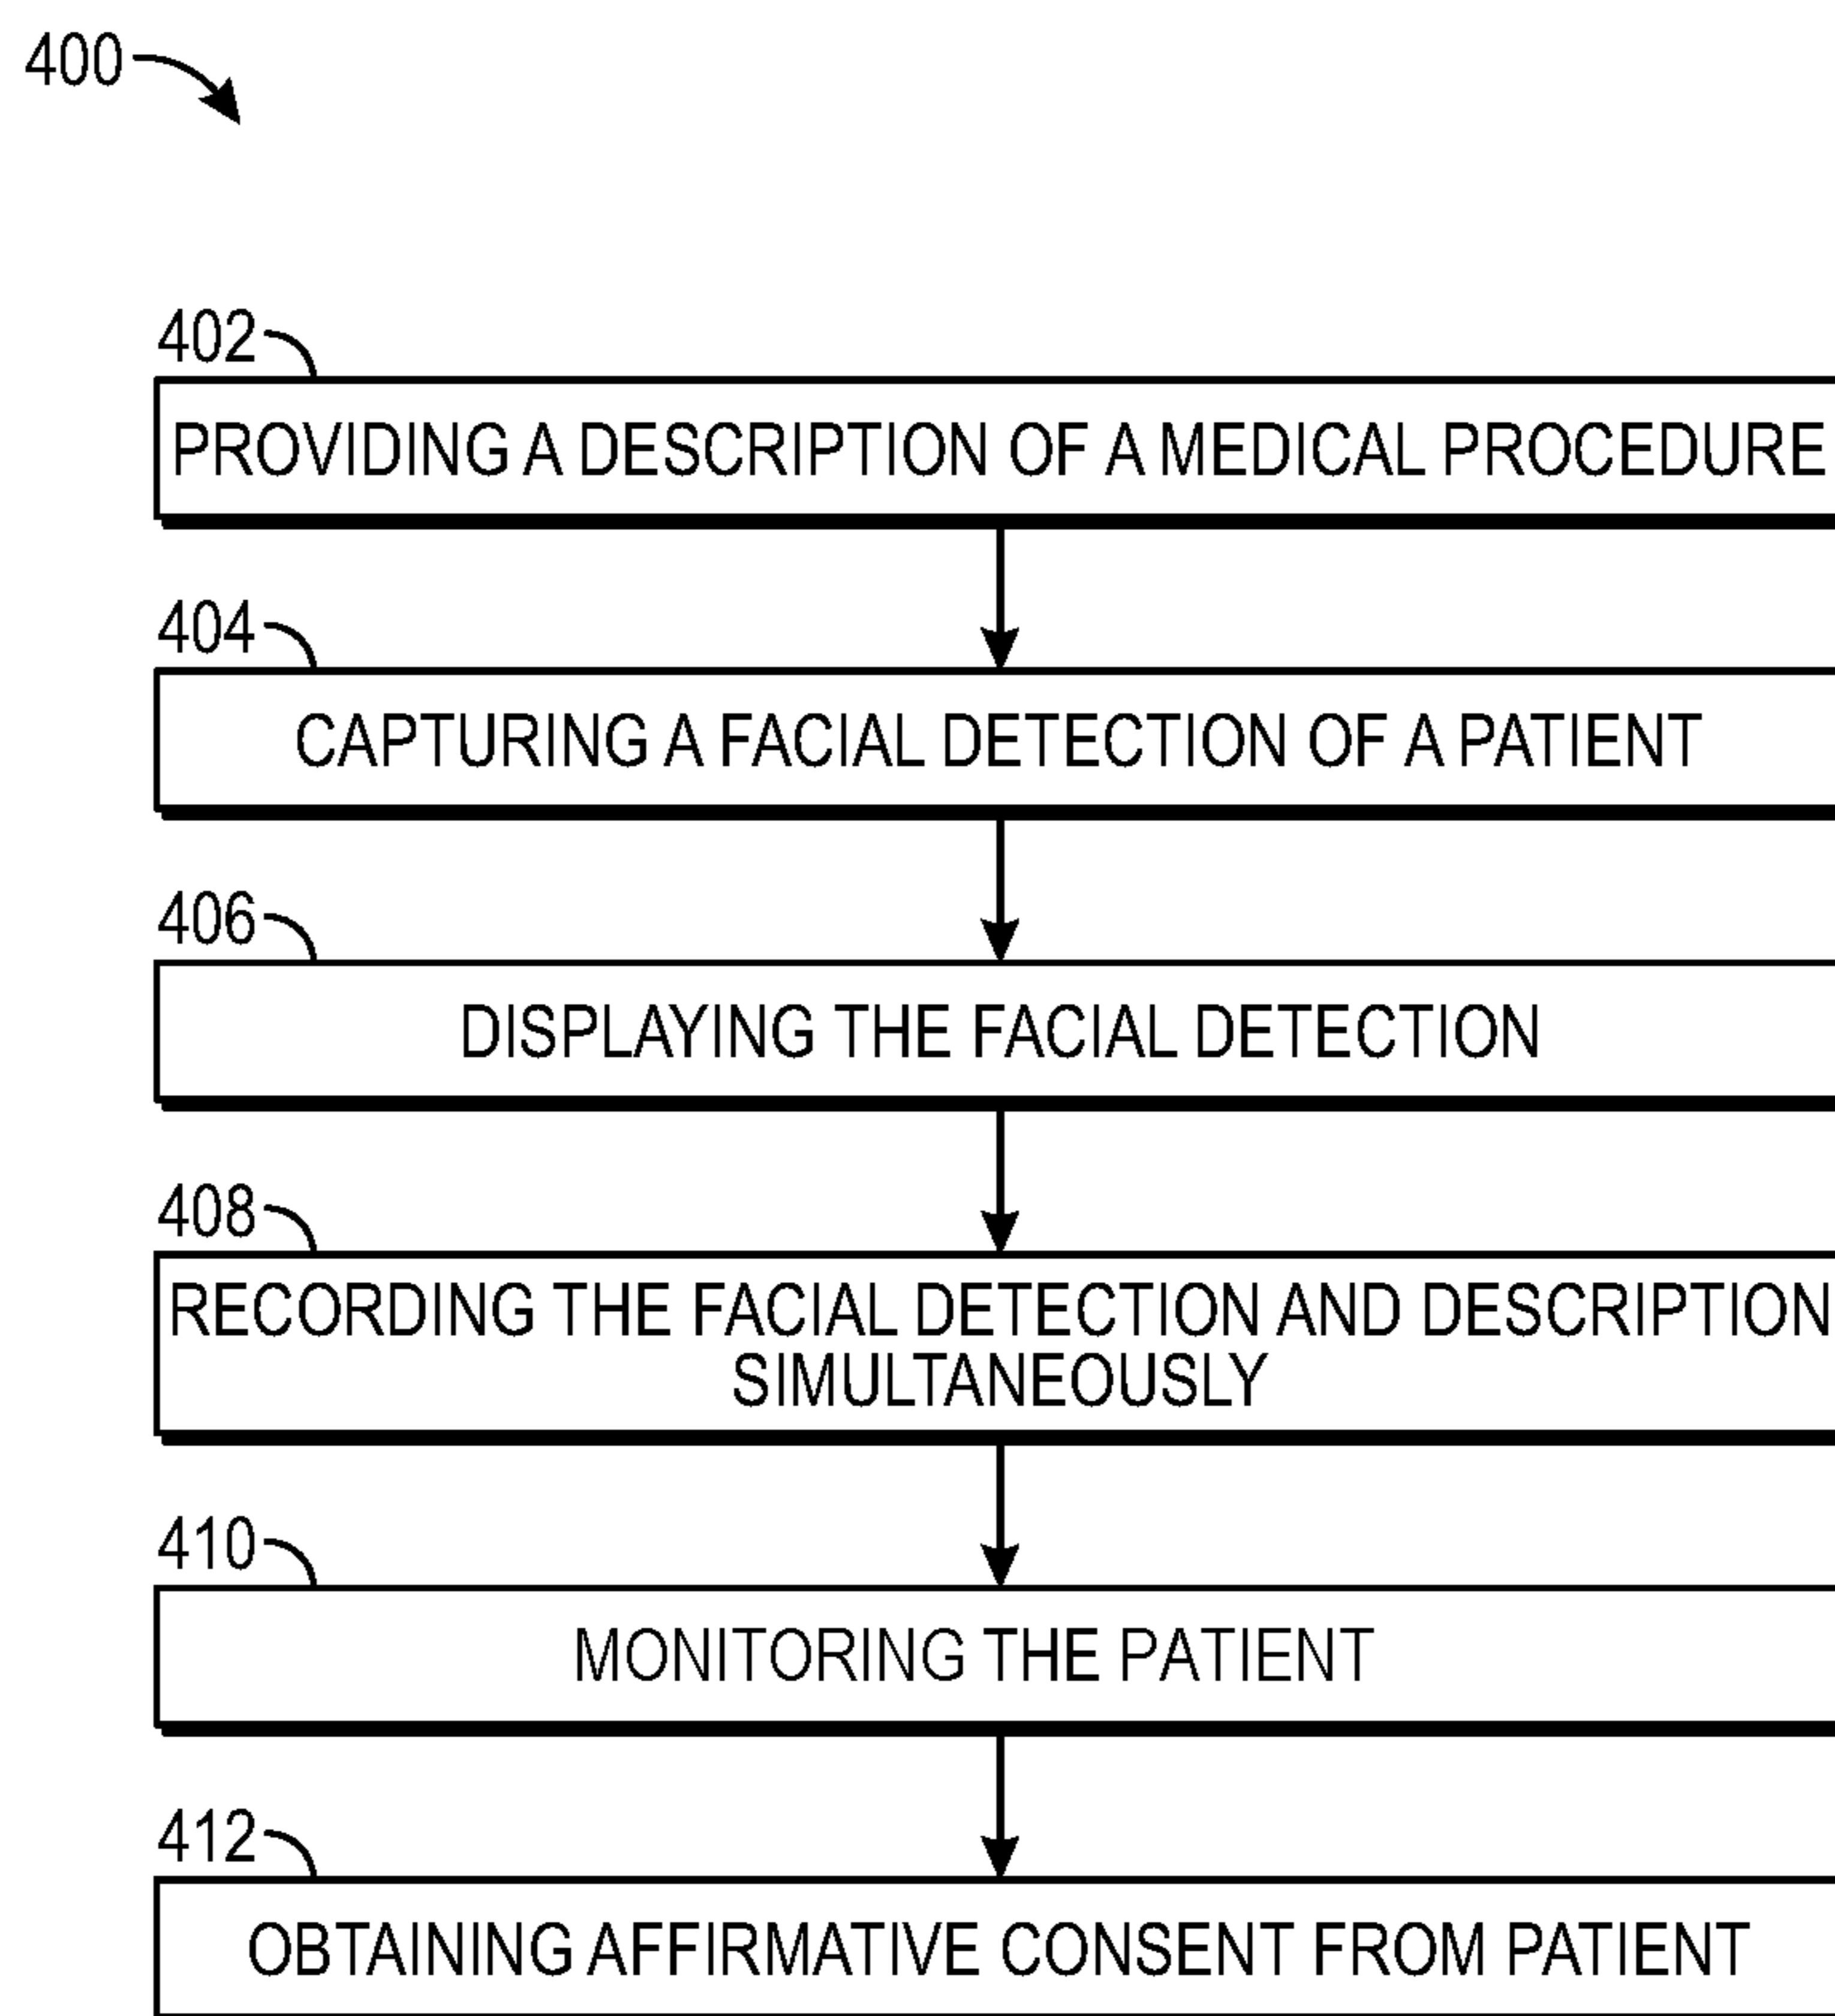 400
402
PROVIDING A DESCRIPTION OF A MEDICAL PROCEDURE
404
CAPTURING A FACIAL DETECTION OF A PATIENT
406
DISPLAYING THE FACIAL DETECTION
408
RECORDING THE FACIAL DETECTION AND DESCRIPTION
SIMULTANEOUSLY
410
MONITORING THE PATIENT
412
OBTAINING AFFIRMATIVE CONSENT FROM PATIENT